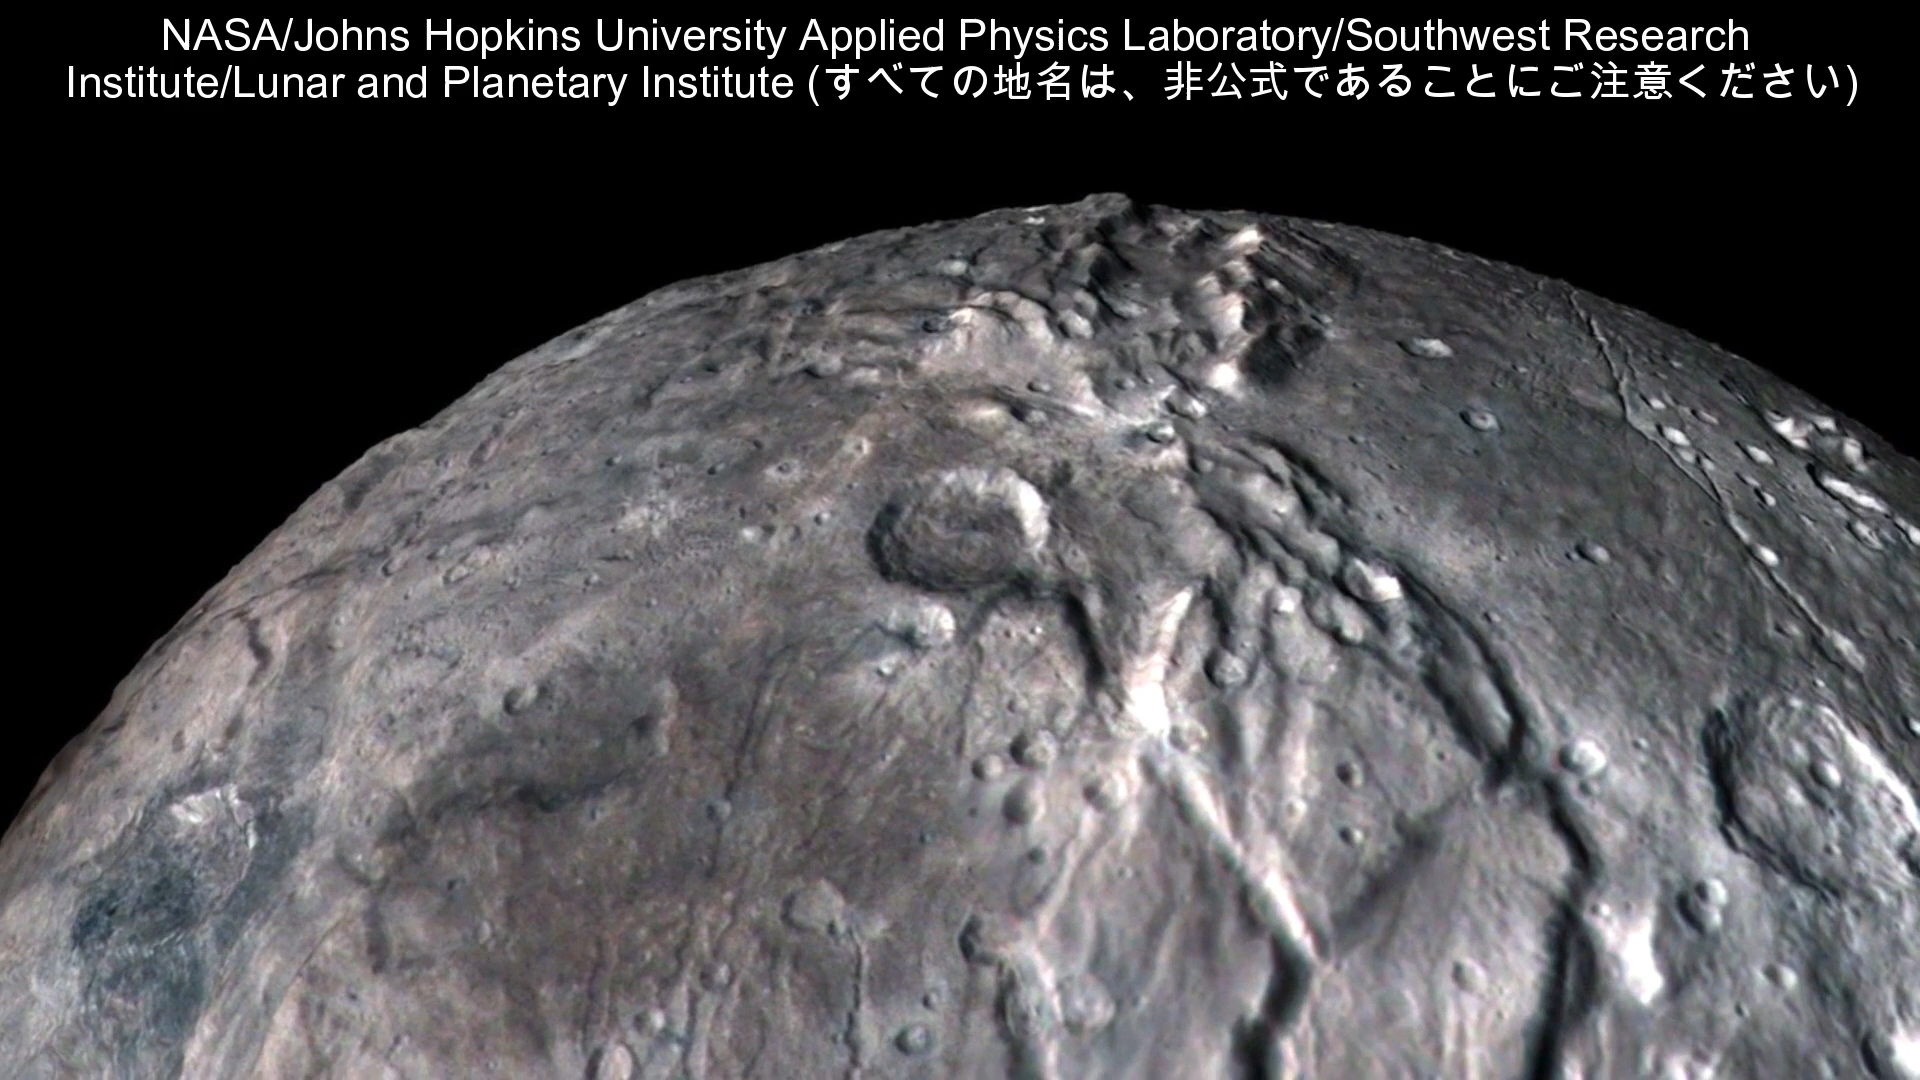 NASA/Johns Hopkins University Applied Physics Laboratory/Southwest Research
Institute/Lunar and Planetary Institute (すべての地名は、非公式であることにご注意ください)